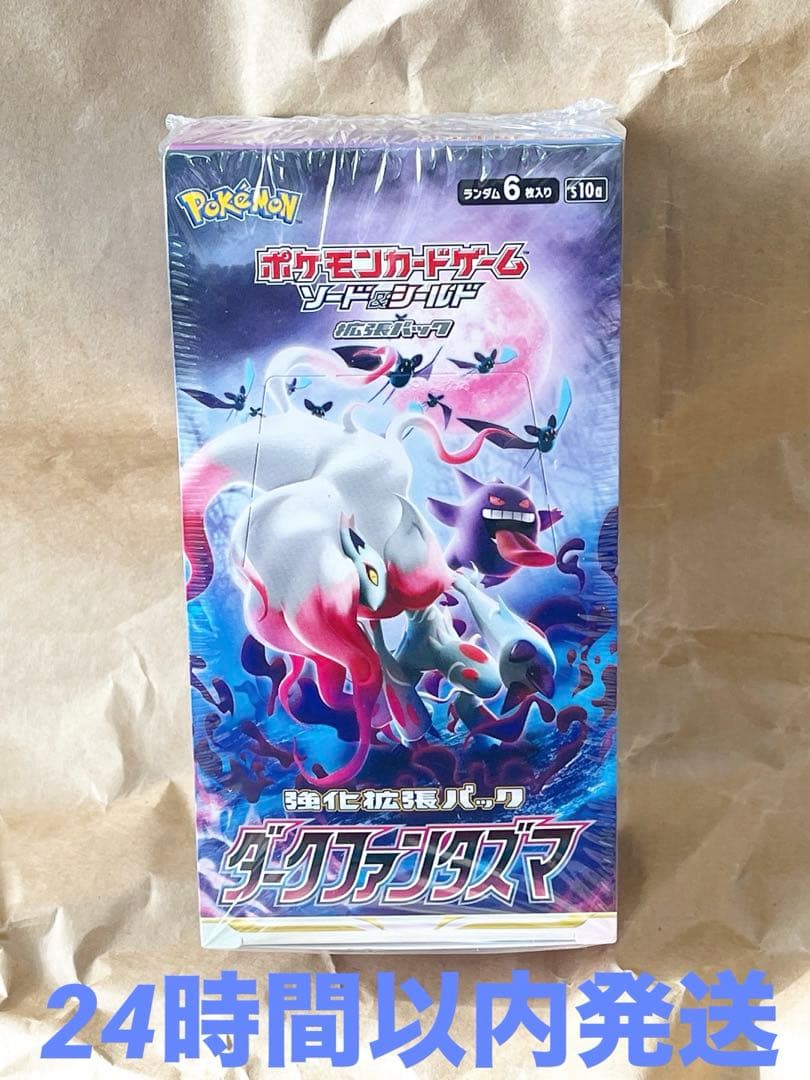 Pokémon
ランダム6枚入り S10a
ポケモンカードゲーム
ソード&シールド
拡張パック
強化拡張パック
ダークファンタズマ
24時間以内発送